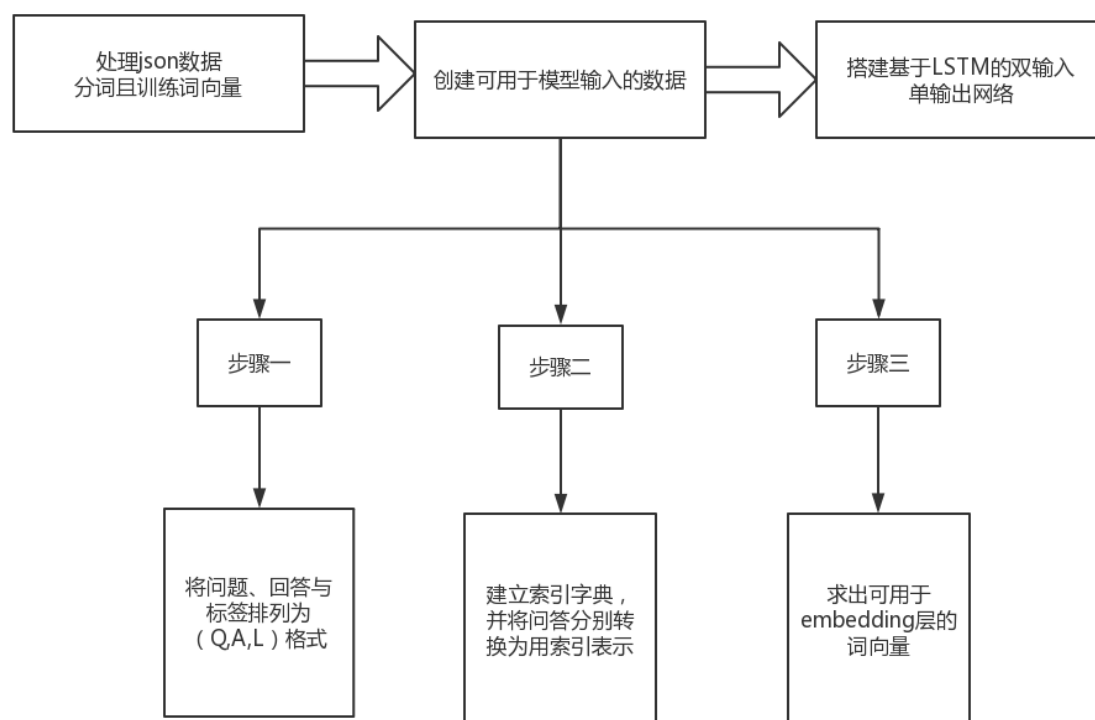 处理json数据
分词且训练词向量
创建可用于模型输入的数据
搭建基于LSTM的双输入
单输出网络
步骤一
步骤二
步骤三
将问题、回答与
标签排列为
（Q,A,L）格式
建立索引字典，
并将问答分别转
换为用索引表示
求出可用于
embedding层的
词向量